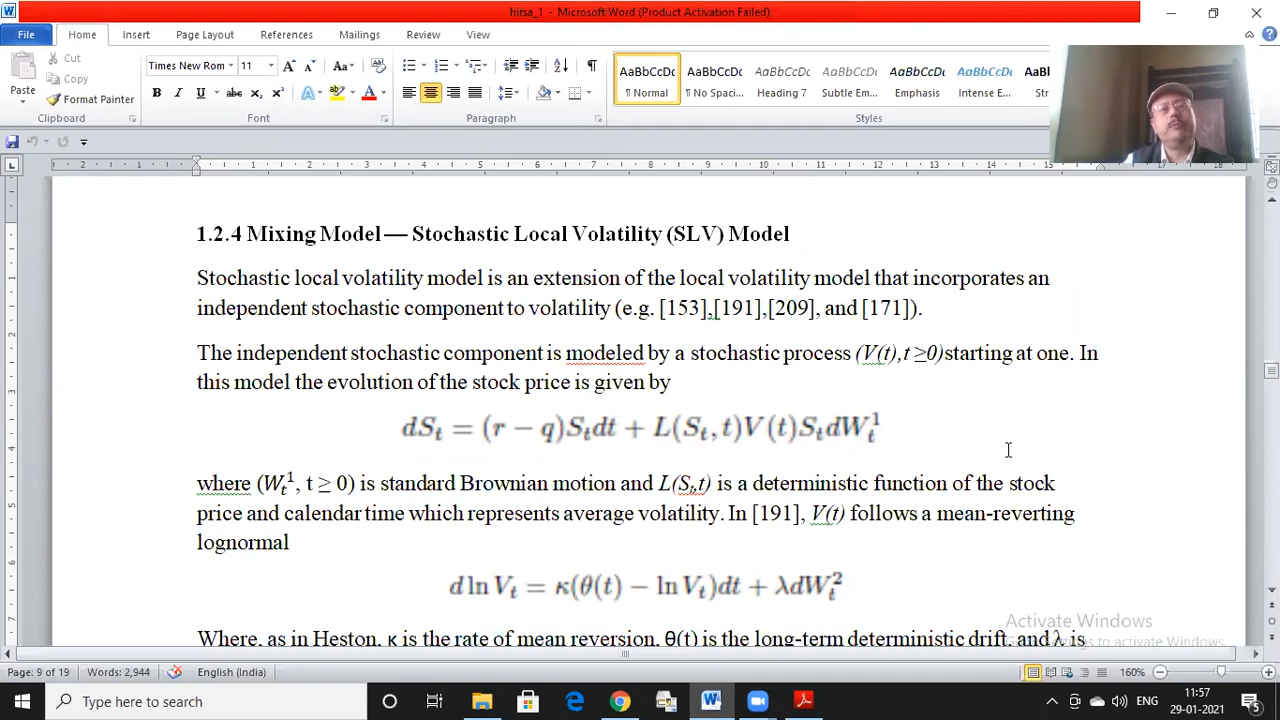 hirsa_1 - Microsoft Word (Product Activation Failed)
File Home Insert Page Layout References Mailings Review View
Cut
Copy
Format Painter
Paste
Clipboard
Times New Rom 11
Font
Paragraph
AaBbCcDc AaBbCcDc AaBbCcDc AaBbCcDc AaBbCcDc AaBbCcDc
¶ Normal ¶ No Spaci... Heading 7 Subtle Em... Emphasis Intense E...
Styles
1.2.4 Mixing Model — Stochastic Local Volatility (SLV) Model
Stochastic local volatility model is an extension of the local volatility model that incorporates an
independent stochastic component to volatility (e.g. [153],[191],[209], and [171]).
The independent stochastic component is modeled by a stochastic process (V(t),t ≥0)starting at one. In
this model the evolution of the stock price is given by
dS_t = (r − q)S_t dt + L(S_t, t)V(t)S_t dW_t^1
where (W_t^1, t ≥ 0) is standard Brownian motion and L(S_t,t) is a deterministic function of the stock
price and calendar time which represents average volatility. In [191], V(t) follows a mean-reverting
lognormal
d ln V_t = κ(θ(t) − ln V_t)dt + λdW_t^2
Where, as in Heston, κ is the rate of mean reversion, θ(t) is the long-term deterministic drift, and λ is
Activate Windows
Go to Settings to activate Windows.
Page: 9 of 19 Words: 2,944 English (India) 160%
Type here to search
ENG
11:57
29-01-2021
5